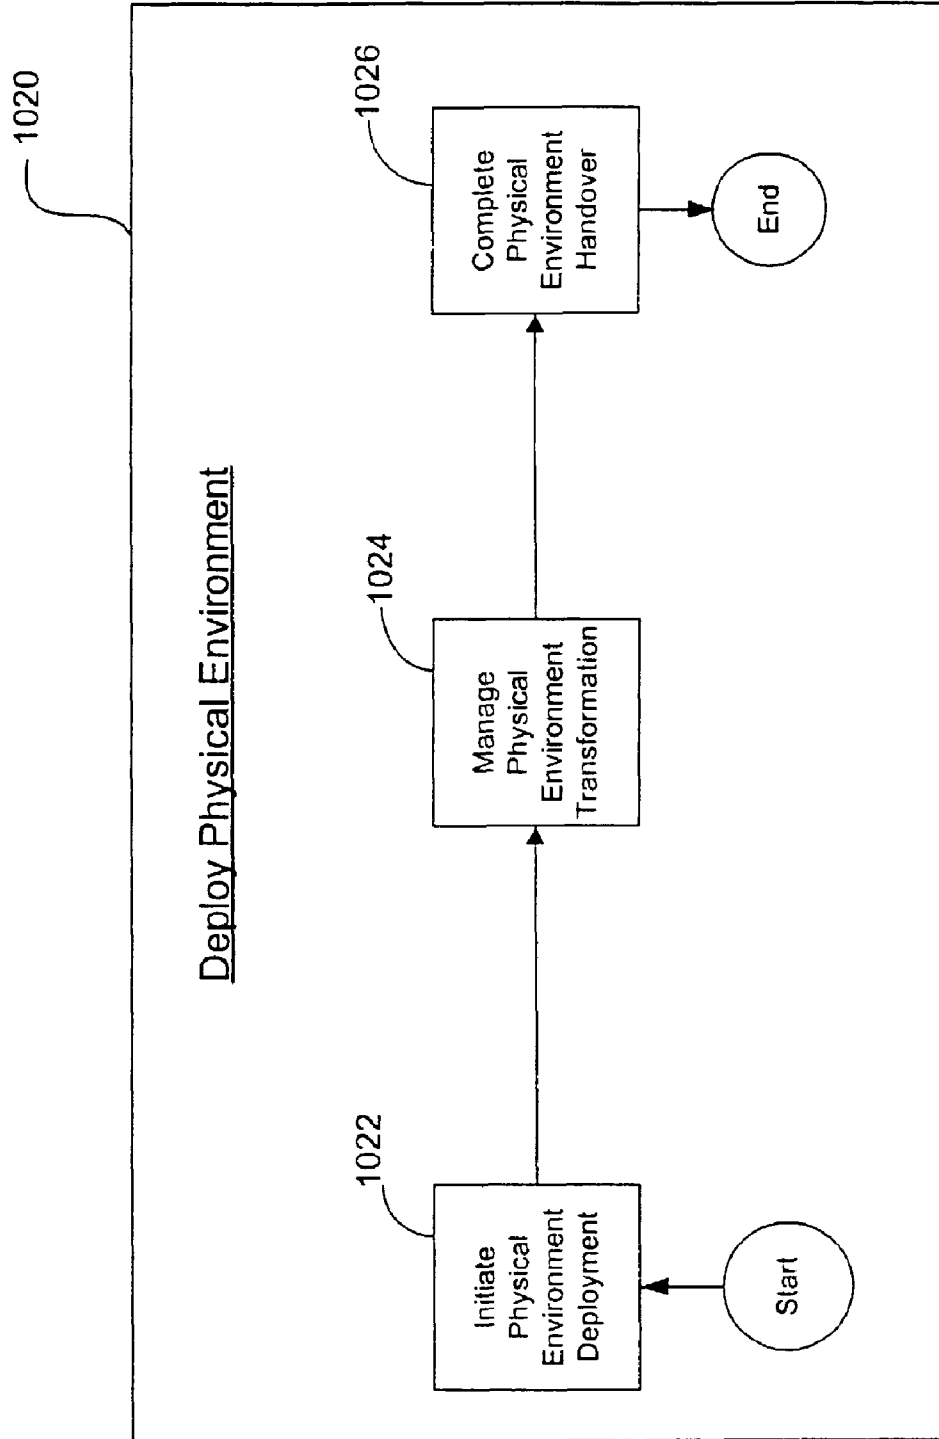 1020
Deploy Physical Environment
1022
Initiate
Physical
Environment
Deployment
1024
Manage
Physical
Environment
Transformation
1026
Complete
Physical
Environment
Handover
Start
End